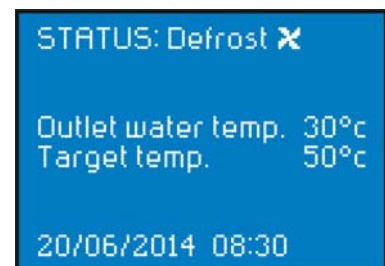 STATUS: Defrost
Outlet water temp. 30°c
Target temp. 50°c
20/06/2014 08:30